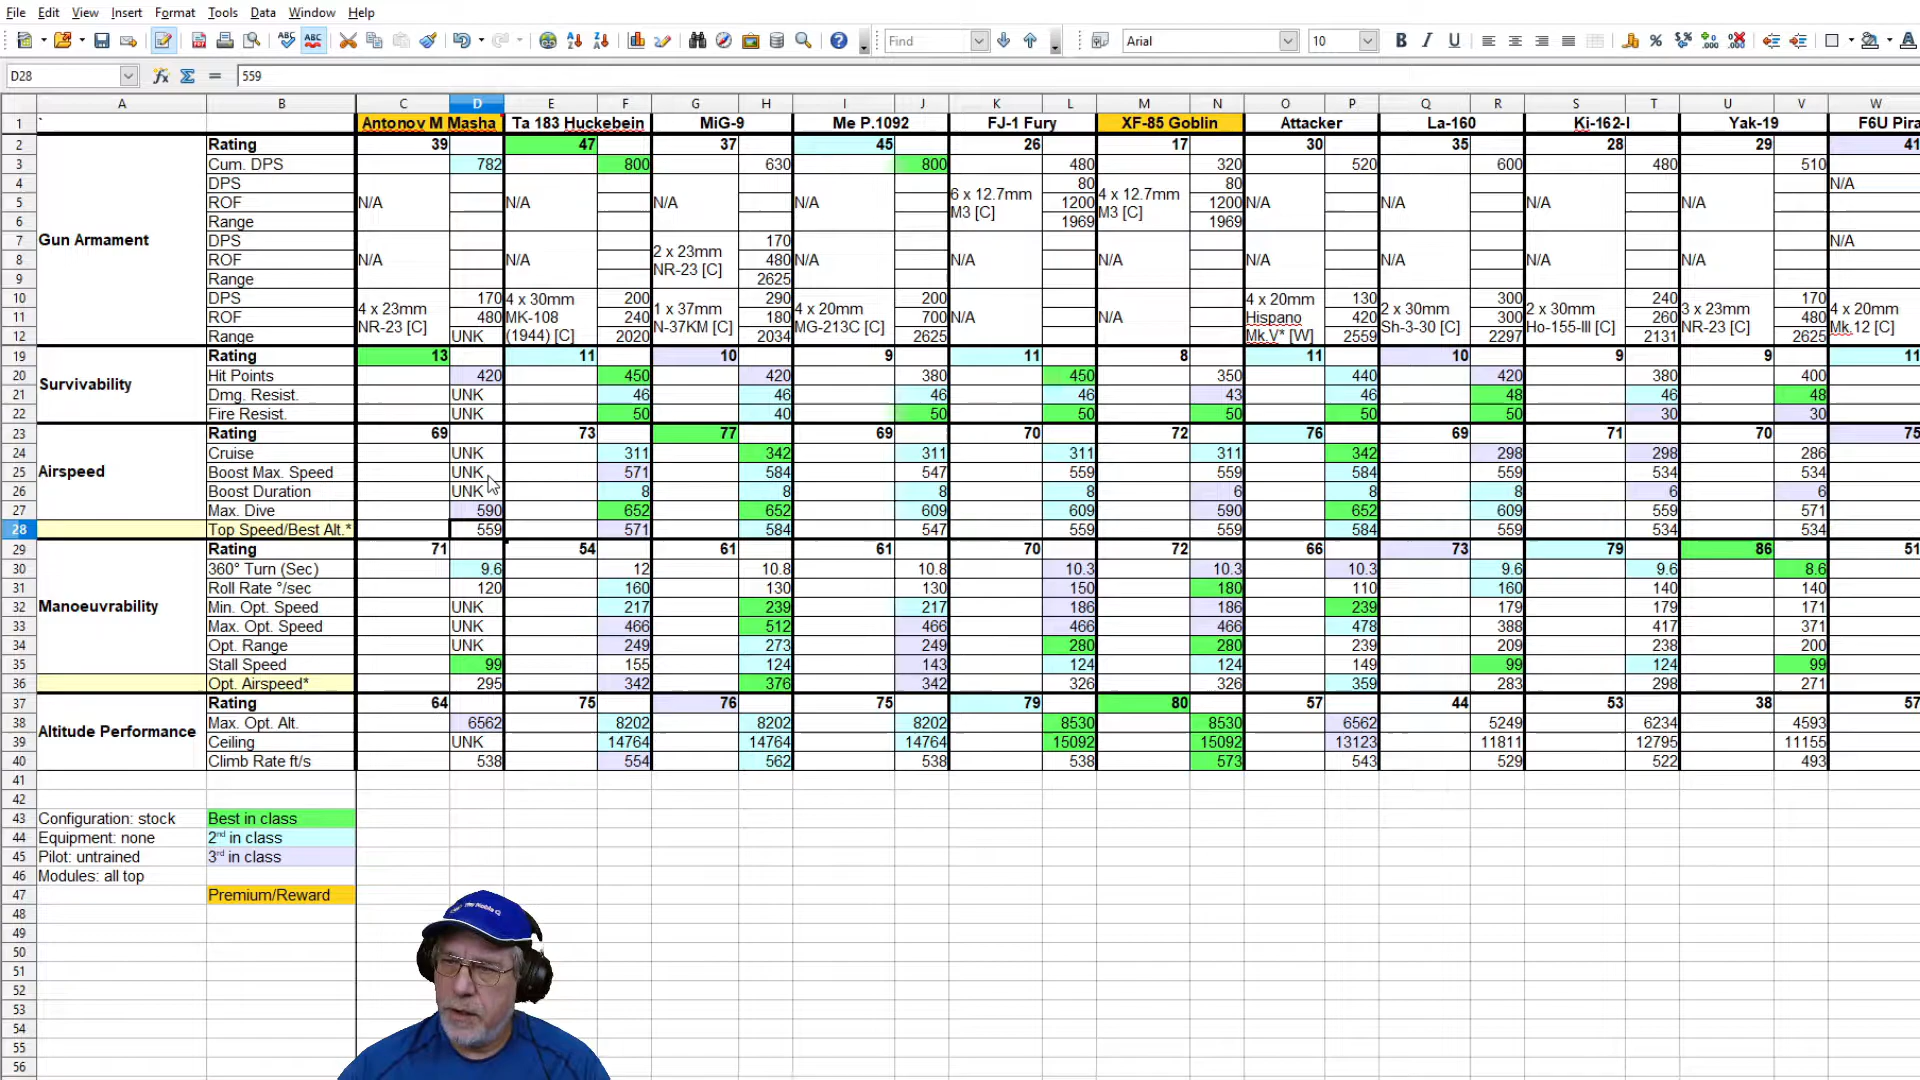 File Edit View Insert Format Tools Data Window Help
Find Arial 10 B I U
D28 559
A B C D E F G H I J K L M N O P Q R S T U V W
1 ` Antonov M Masha Ta 183 Huckebein MiG-9 Me P.1092 FJ-1 Fury XF-85 Goblin Attacker La-160 Ki-162-I Yak-19 F6U Pira
2 Rating 39 47 37 45 26 17 30 35 28 29 41
3 Cum. DPS 782 800 630 800 480 320 520 600 480 510
4 DPS 80 80 N/A
5 ROF N/A N/A N/A N/A 6 x 12.7mm M3 [C] 1200 4 x 12.7mm M3 [C] 1200 N/A N/A N/A N/A
6 Range 1969 1969
Gun Armament
7 DPS 170 N/A
8 ROF N/A N/A 2 x 23mm NR-23 [C] 480 N/A N/A N/A N/A N/A N/A N/A
9 Range 2625
10 DPS 170 200 290 200 130 300 240 170
11 ROF 4 x 23mm NR-23 [C] 480 4 x 30mm MK-108 (1944) [C] 240 1 x 37mm N-37KM [C] 180 4 x 20mm MG-213C [C] 700 N/A N/A 4 x 20mm Hispano Mk.V* [W] 420 2 x 30mm Sh-3-30 [C] 300 2 x 30mm Ho-155-III [C] 260 3 x 23mm NR-23 [C] 480 4 x 20mm Mk.12 [C]
12 Range UNK 2020 2034 2625 2559 2297 2131 2625
19 Rating 13 11 10 9 11 8 11 10 9 9 11
20 Hit Points 420 450 420 380 450 350 440 420 380 400
Survivability
21 Dmg. Resist. UNK 46 46 46 46 43 46 48 46 48
22 Fire Resist. UNK 50 40 50 50 50 50 50 30 30
23 Rating 69 73 77 69 70 72 76 69 71 70 75
24 Cruise UNK 311 342 311 311 311 342 298 298 286
25 Airspeed Boost Max. Speed UNK 571 584 547 559 559 584 559 534 534
26 Boost Duration UNK 8 8 8 8 6 8 8 6 6
27 Max. Dive 590 652 652 609 609 590 652 609 559 571
28 Top Speed/Best Alt.* 559 571 584 547 559 559 584 559 534 534
29 Rating 71 54 61 61 70 72 66 73 79 86 51
30 360° Turn (Sec) 9.6 12 10.8 10.8 10.3 10.3 10.3 9.6 9.6 8.6
31 Roll Rate °/sec 120 160 130 130 150 180 110 160 140 140
32 Manoeuvrability Min. Opt. Speed UNK 217 239 217 186 186 239 179 179 171
33 Max. Opt. Speed UNK 466 512 466 466 466 478 388 417 371
34 Opt. Range UNK 249 273 249 280 280 239 209 238 200
35 Stall Speed 99 155 124 143 124 124 149 99 124 99
36 Opt. Airspeed* 295 342 376 342 326 326 359 283 298 271
37 Rating 64 75 76 75 79 80 57 44 53 38 57
38 Max. Opt. Alt. 6562 8202 8202 8202 8530 8530 6562 5249 6234 4593
Altitude Performance
39 Ceiling UNK 14764 14764 14764 15092 15092 13123 11811 12795 11155
40 Climb Rate ft/s 538 554 562 538 538 573 543 529 522 493
41
42
43 Configuration: stock Best in class
44 Equipment: none 2nd in class
45 Pilot: untrained 3rd in class
46 Modules: all top
47 Premium/Reward
48
49
50
51
52
53
54
55
56